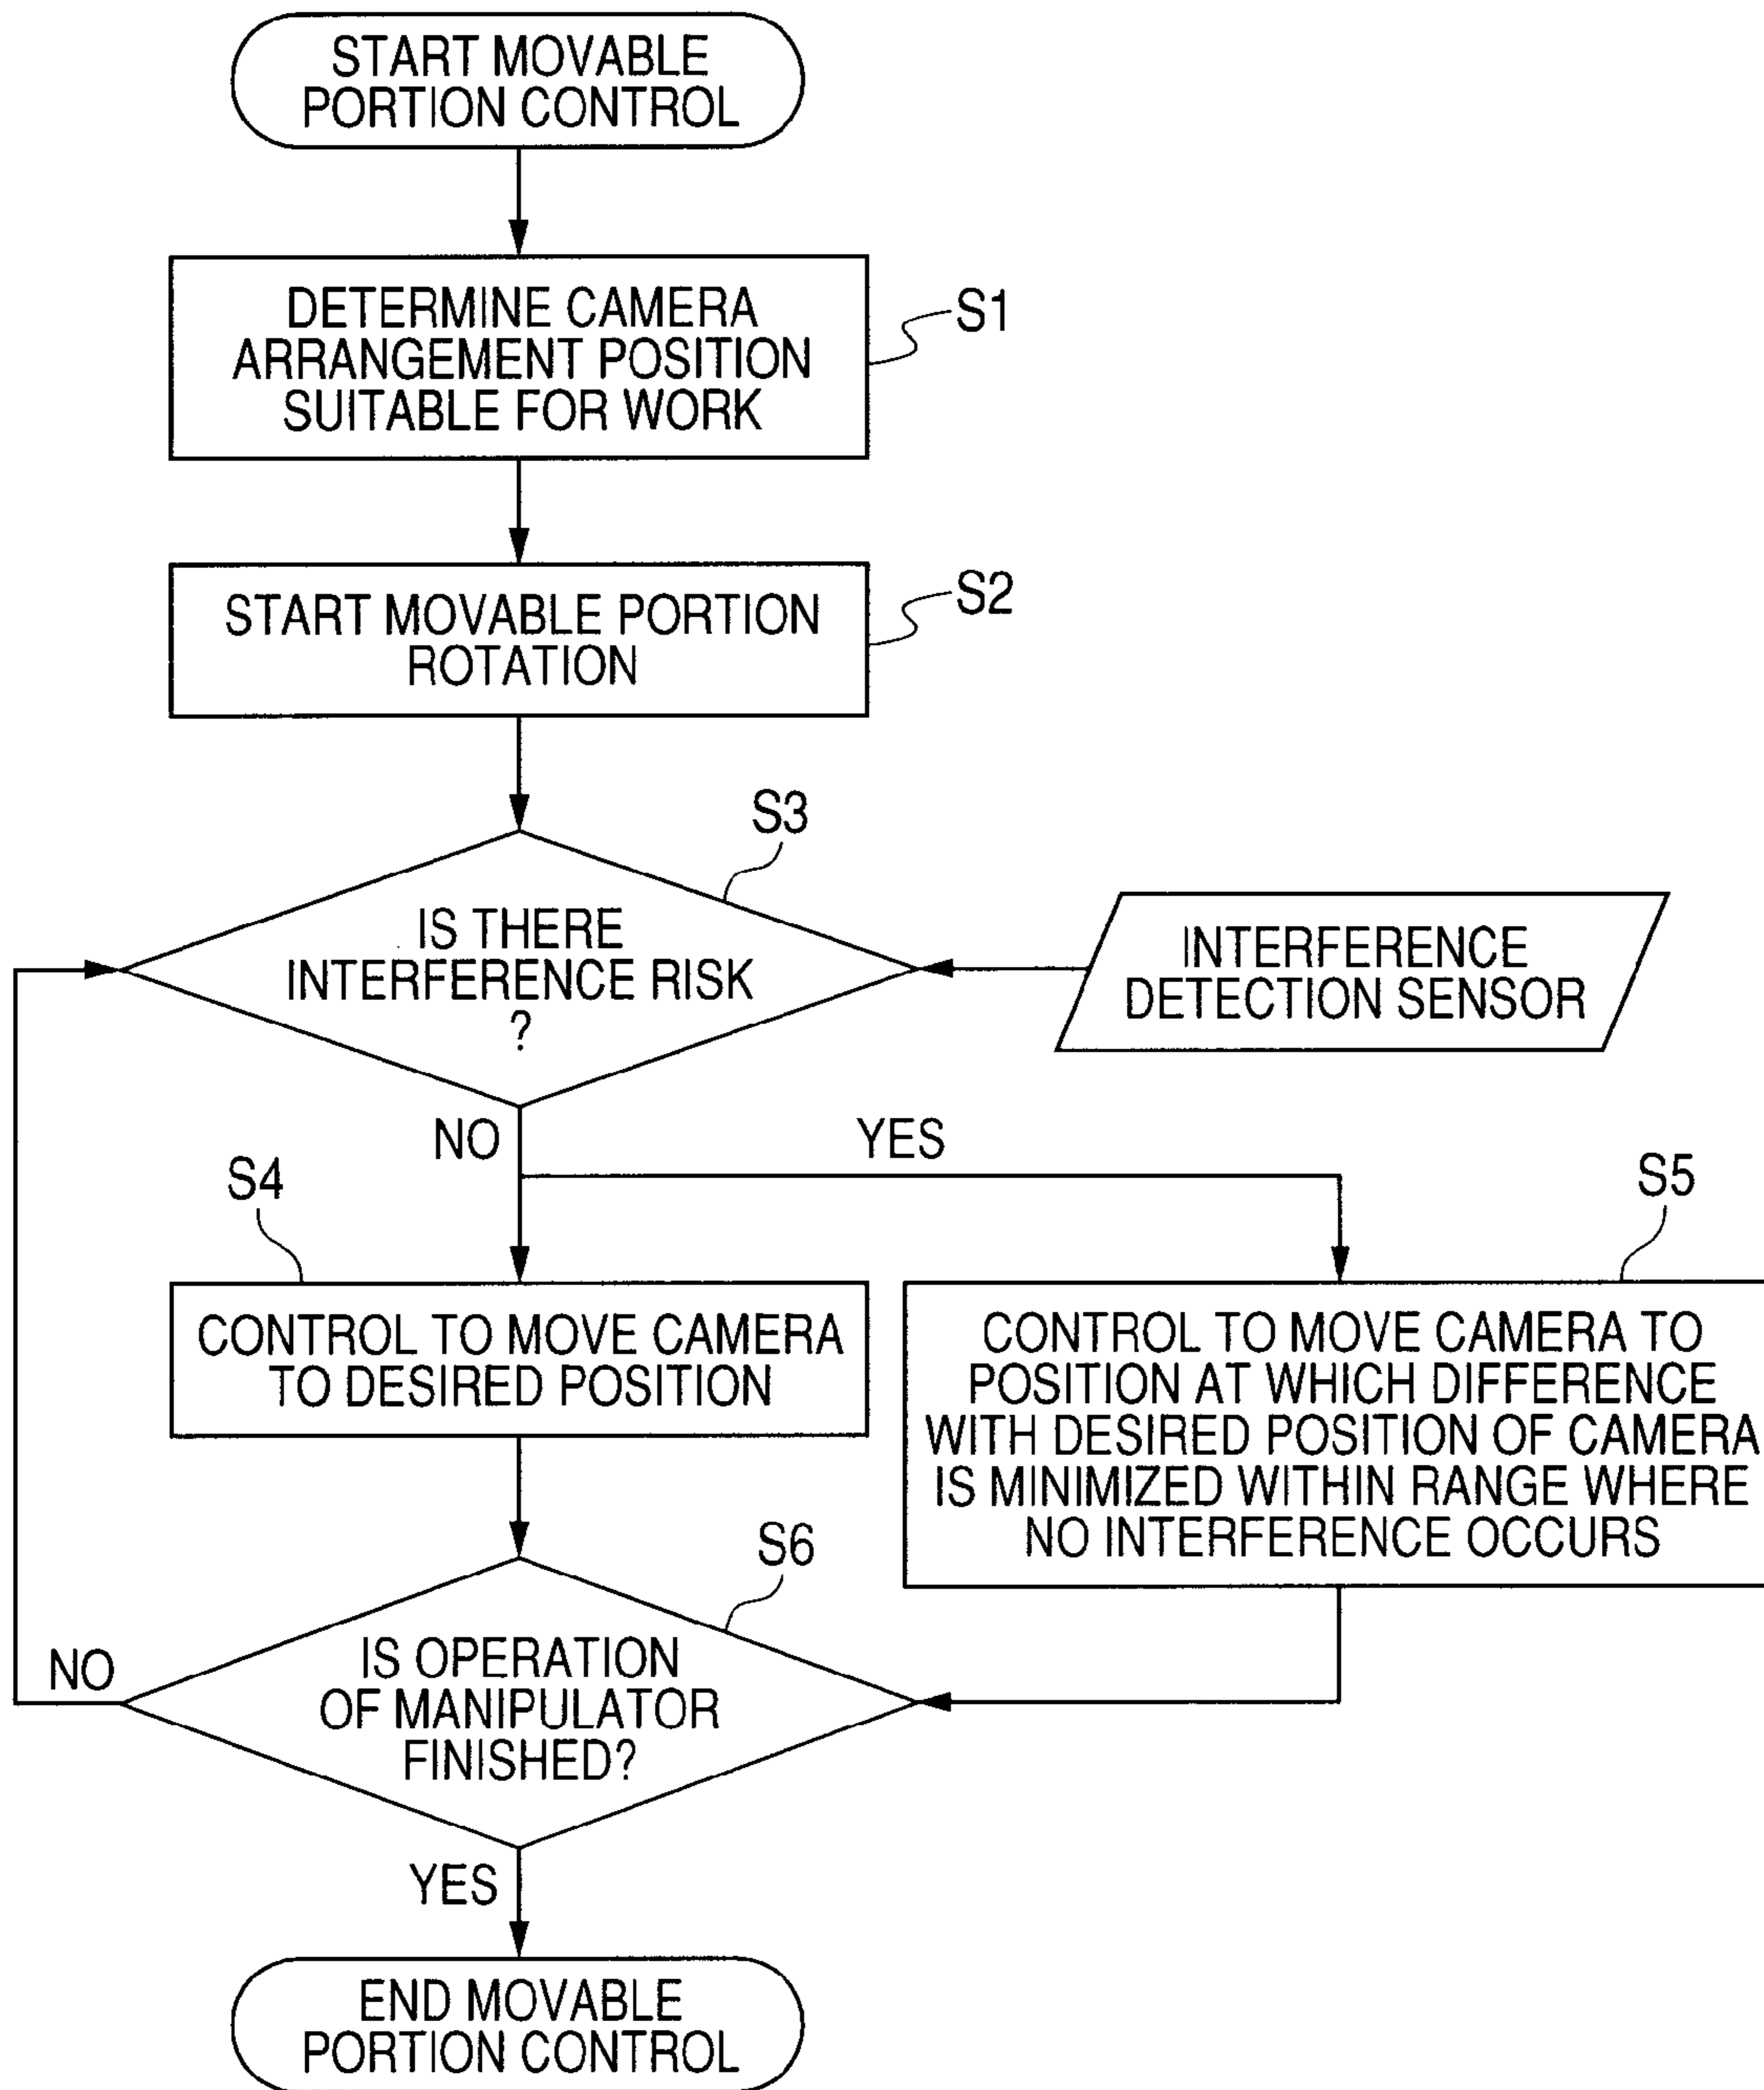 START MOVABLE
PORTION CONTROL
DETERMINE CAMERA
ARRANGEMENT POSITION
SUITABLE FOR WORK
S1
START MOVABLE PORTION
ROTATION
S2
S3
IS THERE
INTERFERENCE RISK
?
INTERFERENCE
DETECTION SENSOR
NO
YES
S4
S5
CONTROL TO MOVE CAMERA
TO DESIRED POSITION
CONTROL TO MOVE CAMERA TO
POSITION AT WHICH DIFFERENCE
WITH DESIRED POSITION OF CAMERA
IS MINIMIZED WITHIN RANGE WHERE
NO INTERFERENCE OCCURS
S6
IS OPERATION
OF MANIPULATOR
FINISHED?
NO
YES
END MOVABLE
PORTION CONTROL